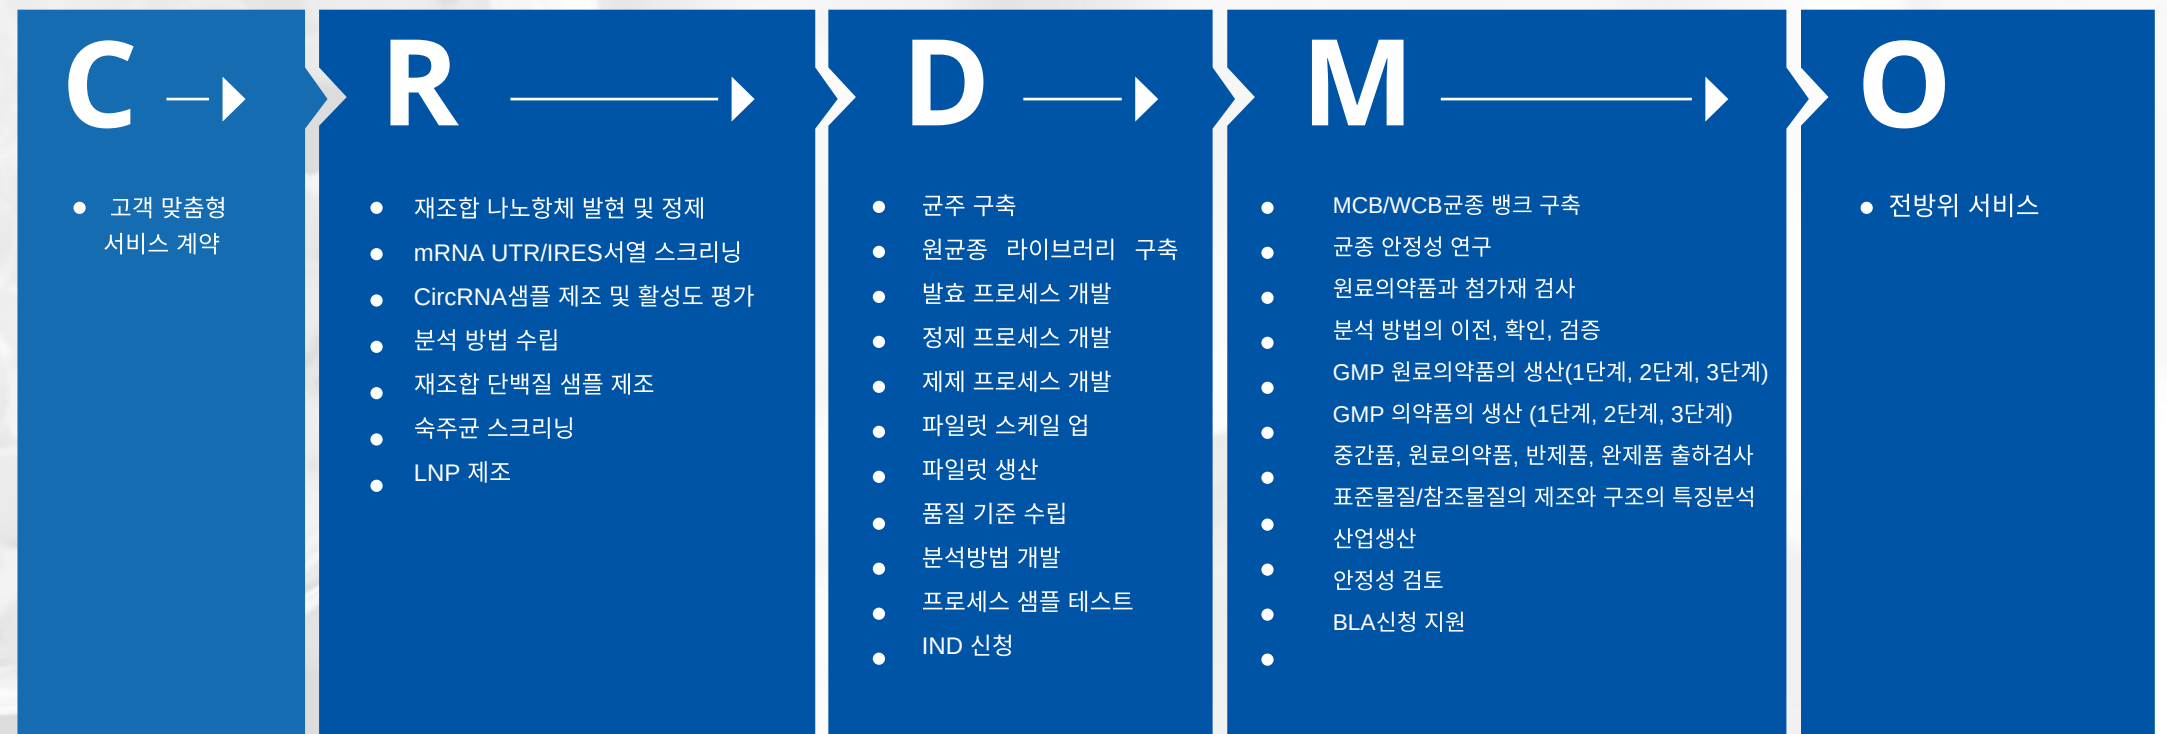 C
고객 맞춤형
서비스 계약
R
재조합 나노항체 발현 및 정제
mRNA UTR/IRES서열 스크리닝
CircRNA샘플 제조 및 활성도 평가
분석 방법 수립
재조합 단백질 샘플 제조
숙주균 스크리닝
LNP 제조
D
균주 구축
원균종 라이브러리 구축
발효 프로세스 개발
정제 프로세스 개발
제제 프로세스 개발
파일럿 스케일 업
파일럿 생산
품질 기준 수립
분석방법 개발
프로세스 샘플 테스트
IND 신청
M
MCB/WCB균종 뱅크 구축
균종 안정성 연구
원료의약품과 첨가재 검사
분석 방법의 이전, 확인, 검증
GMP 원료의약품의 생산(1단계, 2단계, 3단계)
GMP 의약품의 생산 (1단계, 2단계, 3단계)
중간품, 원료의약품, 반제품, 완제품 출하검사
표준물질/참조물질의 제조와 구조의 특징분석
산업생산
안정성 검토
BLA신청 지원
O
전방위 서비스